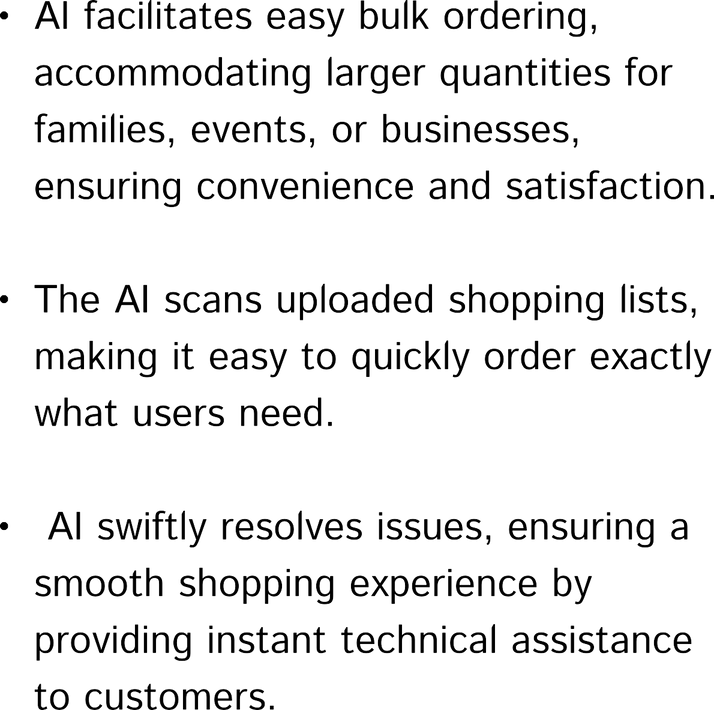 • AI facilitates easy bulk ordering,
accommodating larger quantities for
families, events, or businesses,
ensuring convenience and satisfaction.
• The AI scans uploaded shopping lists,
making it easy to quickly order exactly
what users need.
• AI swiftly resolves issues, ensuring a
smooth shopping experience by
providing instant technical assistance
to customers.